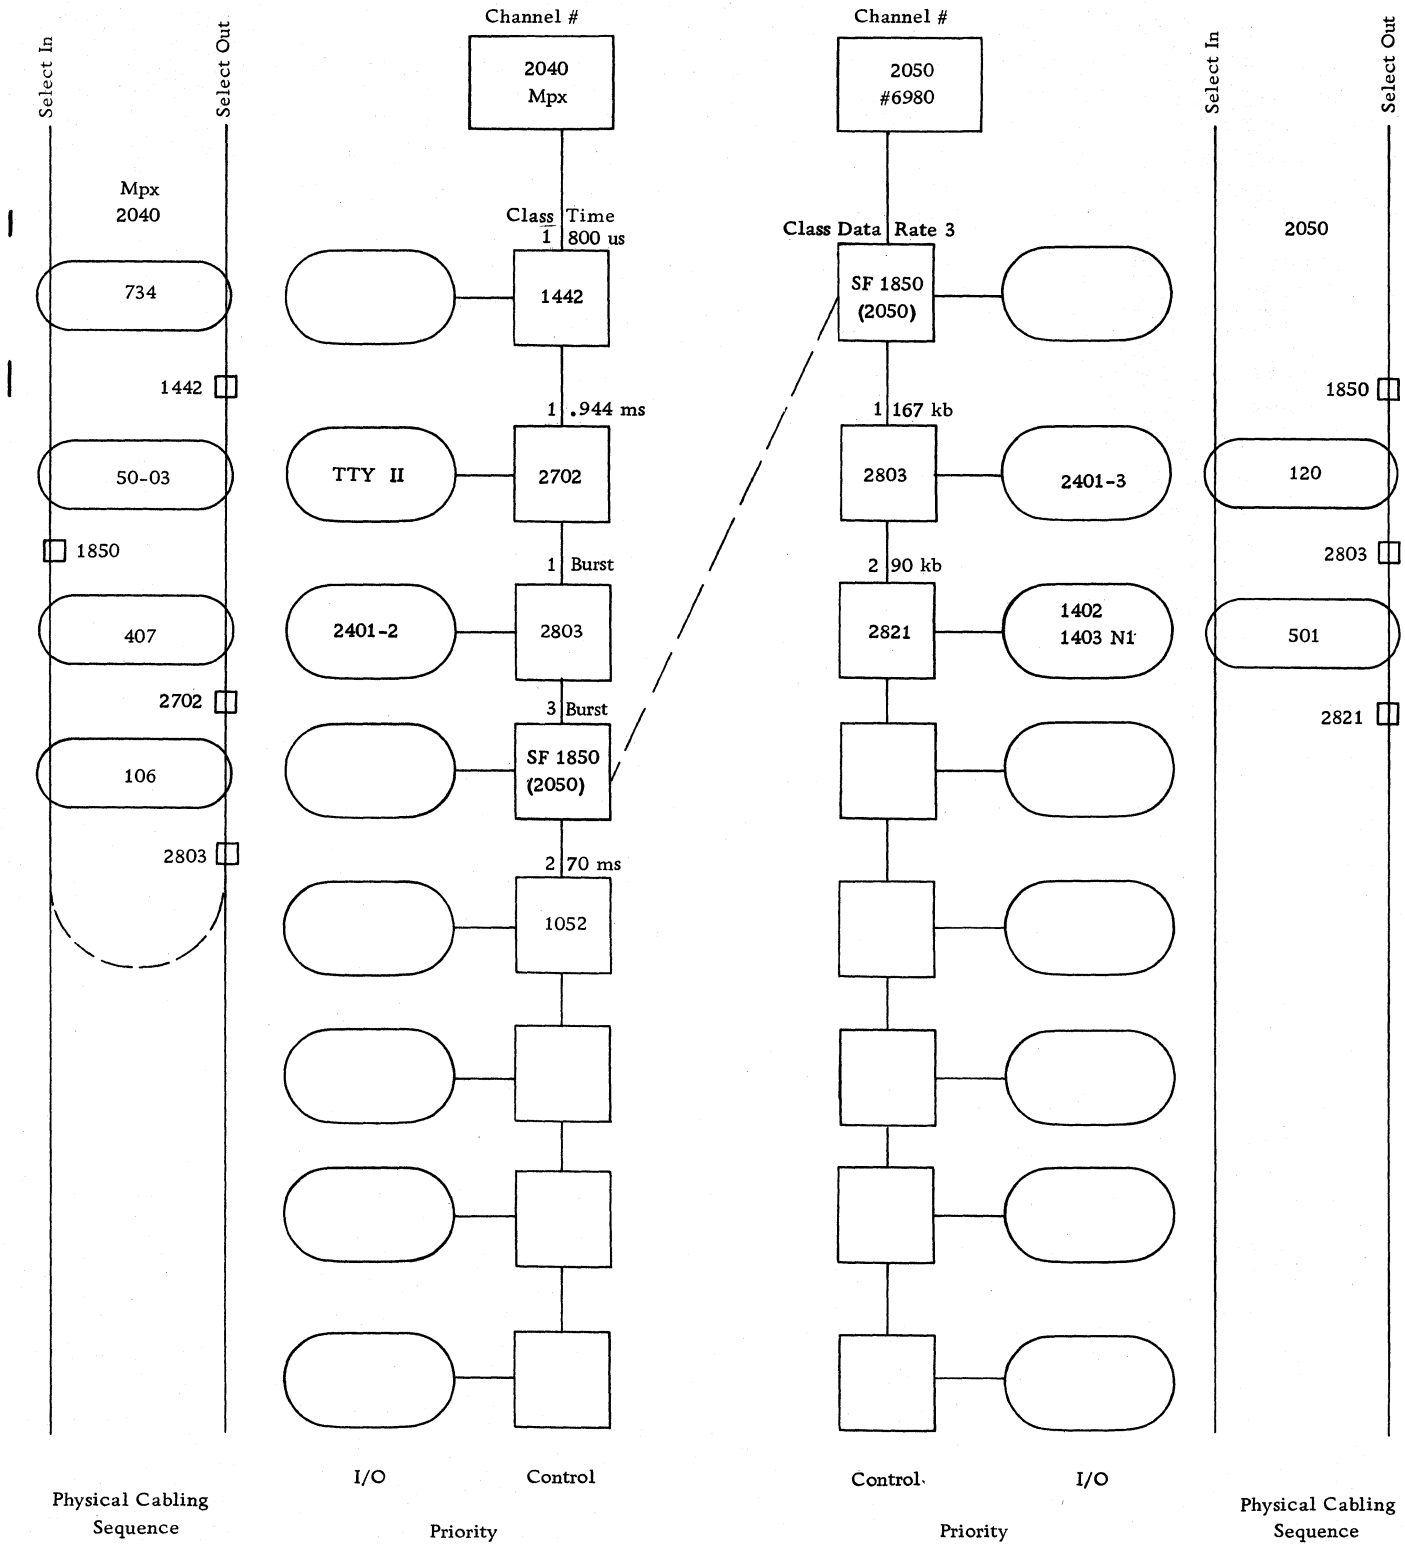 Channel #
Channel #
Select In
Select Out
2040
Mpx
2050
#6980
Select In
Select Out
Mpx
2040
Class Time
1 800 us
Class Data Rate 3
2050
734
1442
SF 1850
(2050)
1442
1850
1 .944 ms
1 167 kb
50-03
TTY II
2702
2803
2401-3
120
1850
2803
1 Burst
2 90 kb
407
2401-2
2803
2821
1402
1403 N1
501
2702
3 Burst
2821
106
SF 1850
(2050)
2803
2 70 ms
1052
I/O
Control
Control
I/O
Physical Cabling
Sequence
Priority
Priority
Physical Cabling
Sequence